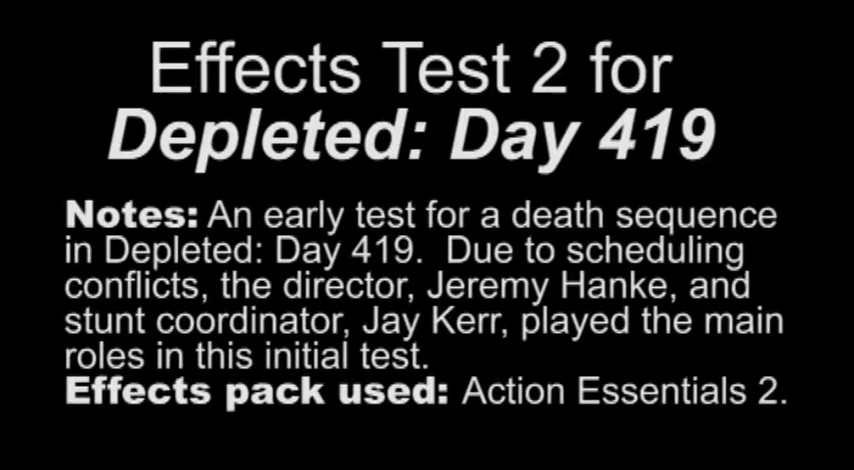 Effects Test 2 for
Depleted: Day 419
Notes: An early test for a death sequence
in Depleted: Day 419.  Due to scheduling
conflicts, the director, Jeremy Hanke, and
stunt coordinator, Jay Kerr, played the main
roles in this initial test.
Effects pack used: Action Essentials 2.